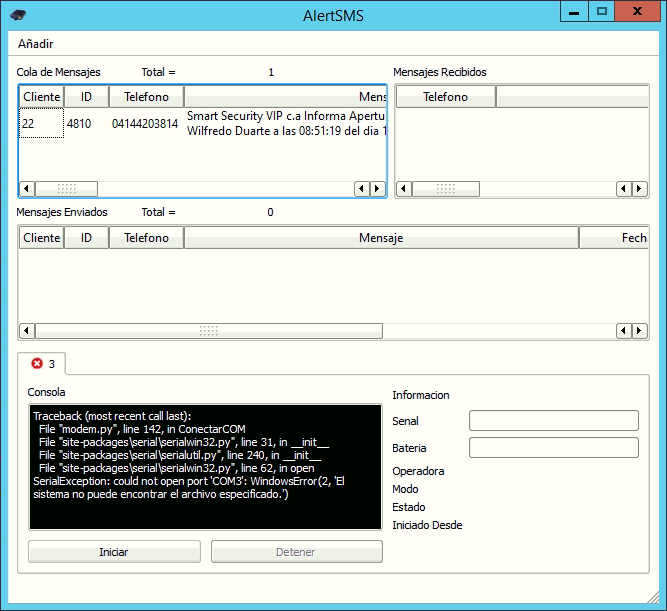 AlertSMS
Añadir
Cola de Mensajes Total = 1
Cliente ID Telefono Mens
22 4810 04144203814 Smart Security VIP c.a Informa Apertu
Wilfredo Duarte a las 08:51:19 del dia 1
Mensajes Recibidos
Telefono
Mensajes Enviados Total = 0
Cliente ID Telefono Mensaje Fech
3
Consola
Traceback (most recent call last):
File "modem.py", line 142, in ConectarCOM
File "site-packages\serial\serialwin32.py", line 31, in __init__
File "site-packages\serial\serialutil.py", line 240, in __init__
File "site-packages\serial\serialwin32.py", line 62, in open
SerialException: could not open port 'COM3': WindowsError(2, 'El
sistema no puede encontrar el archivo especificado.')
Iniciar Detener
Informacion
Senal
Bateria
Operadora
Modo
Estado
Iniciado Desde